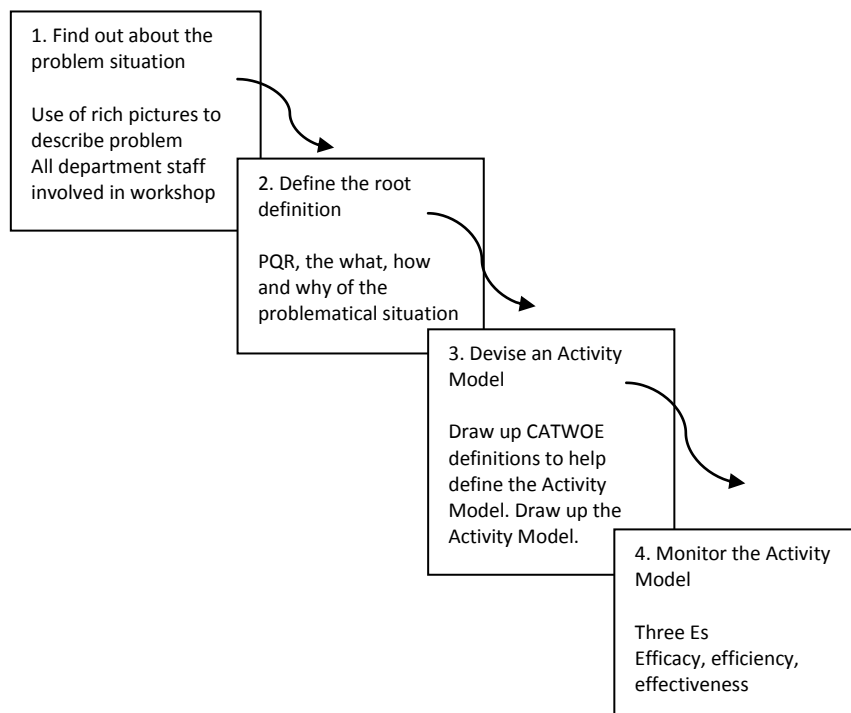 1. Find out about the
problem situation
Use of rich pictures to
describe problem
All department staff
involved in workshop
2. Define the root
definition
PQR, the what, how
and why of the
problematical situation
3. Devise an Activity
Model
Draw up CATWOE
definitions to help
define the Activity
Model. Draw up the
Activity Model.
4. Monitor the Activity
Model
Three Es
Efficacy, efficiency,
effectiveness